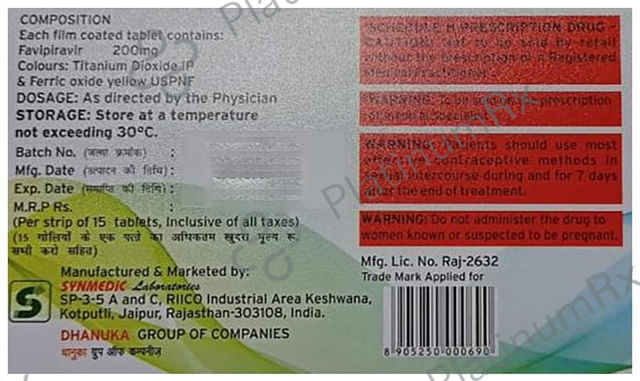 COMPOSITION
Each film coated tablet contains:
Favipiravir 200mg
Colours: Titanium Dioxide IP
& Ferric oxide yellow USPNF
DOSAGE: As directed by the Physician
STORAGE: Store at a temperature
not exceeding 30°C.
Batch No. (जत्था क्रमांक) :
Mfg. Date (उत्पादन की तिथि) :
Exp. Date (समाप्ति की तिथि) :
M.R.P Rs. :
(Per strip of 15 tablets, Inclusive of all taxes)
(15 गोलियों के एक पत्ते का अधिकतम खुदरा मूल्य रू.
सभी करों सहित)
Manufactured & Marketed by:
SYNMEDIC Laboratories
SP-3-5 A and C, RIICO Industrial Area Keshwana,
Kotputli, Jaipur, Rajasthan-303108, India.
DHANUKA GROUP OF COMPANIES
धानुका ग्रुप ऑफ कम्पनीज
S
SCHEDULE H PRESCRIPTION DRUG -
CAUTION: Not to be sold by retail
without the prescription of a Registered
Medical Practitioner
WARNING: To be sold on the prescription
of
WARNING: Patients should use most
effective contraceptive methods in
sexual intercourse during and for 7 days
after the end of treatment.
WARNING: Do not administer the drug to
women known or suspected to be pregnant.
Mfg. Lic. No. Raj-2632
Trade Mark Applied for
8 905250 000690
PlatinumRx
PlatinumRx
PlatinumRx